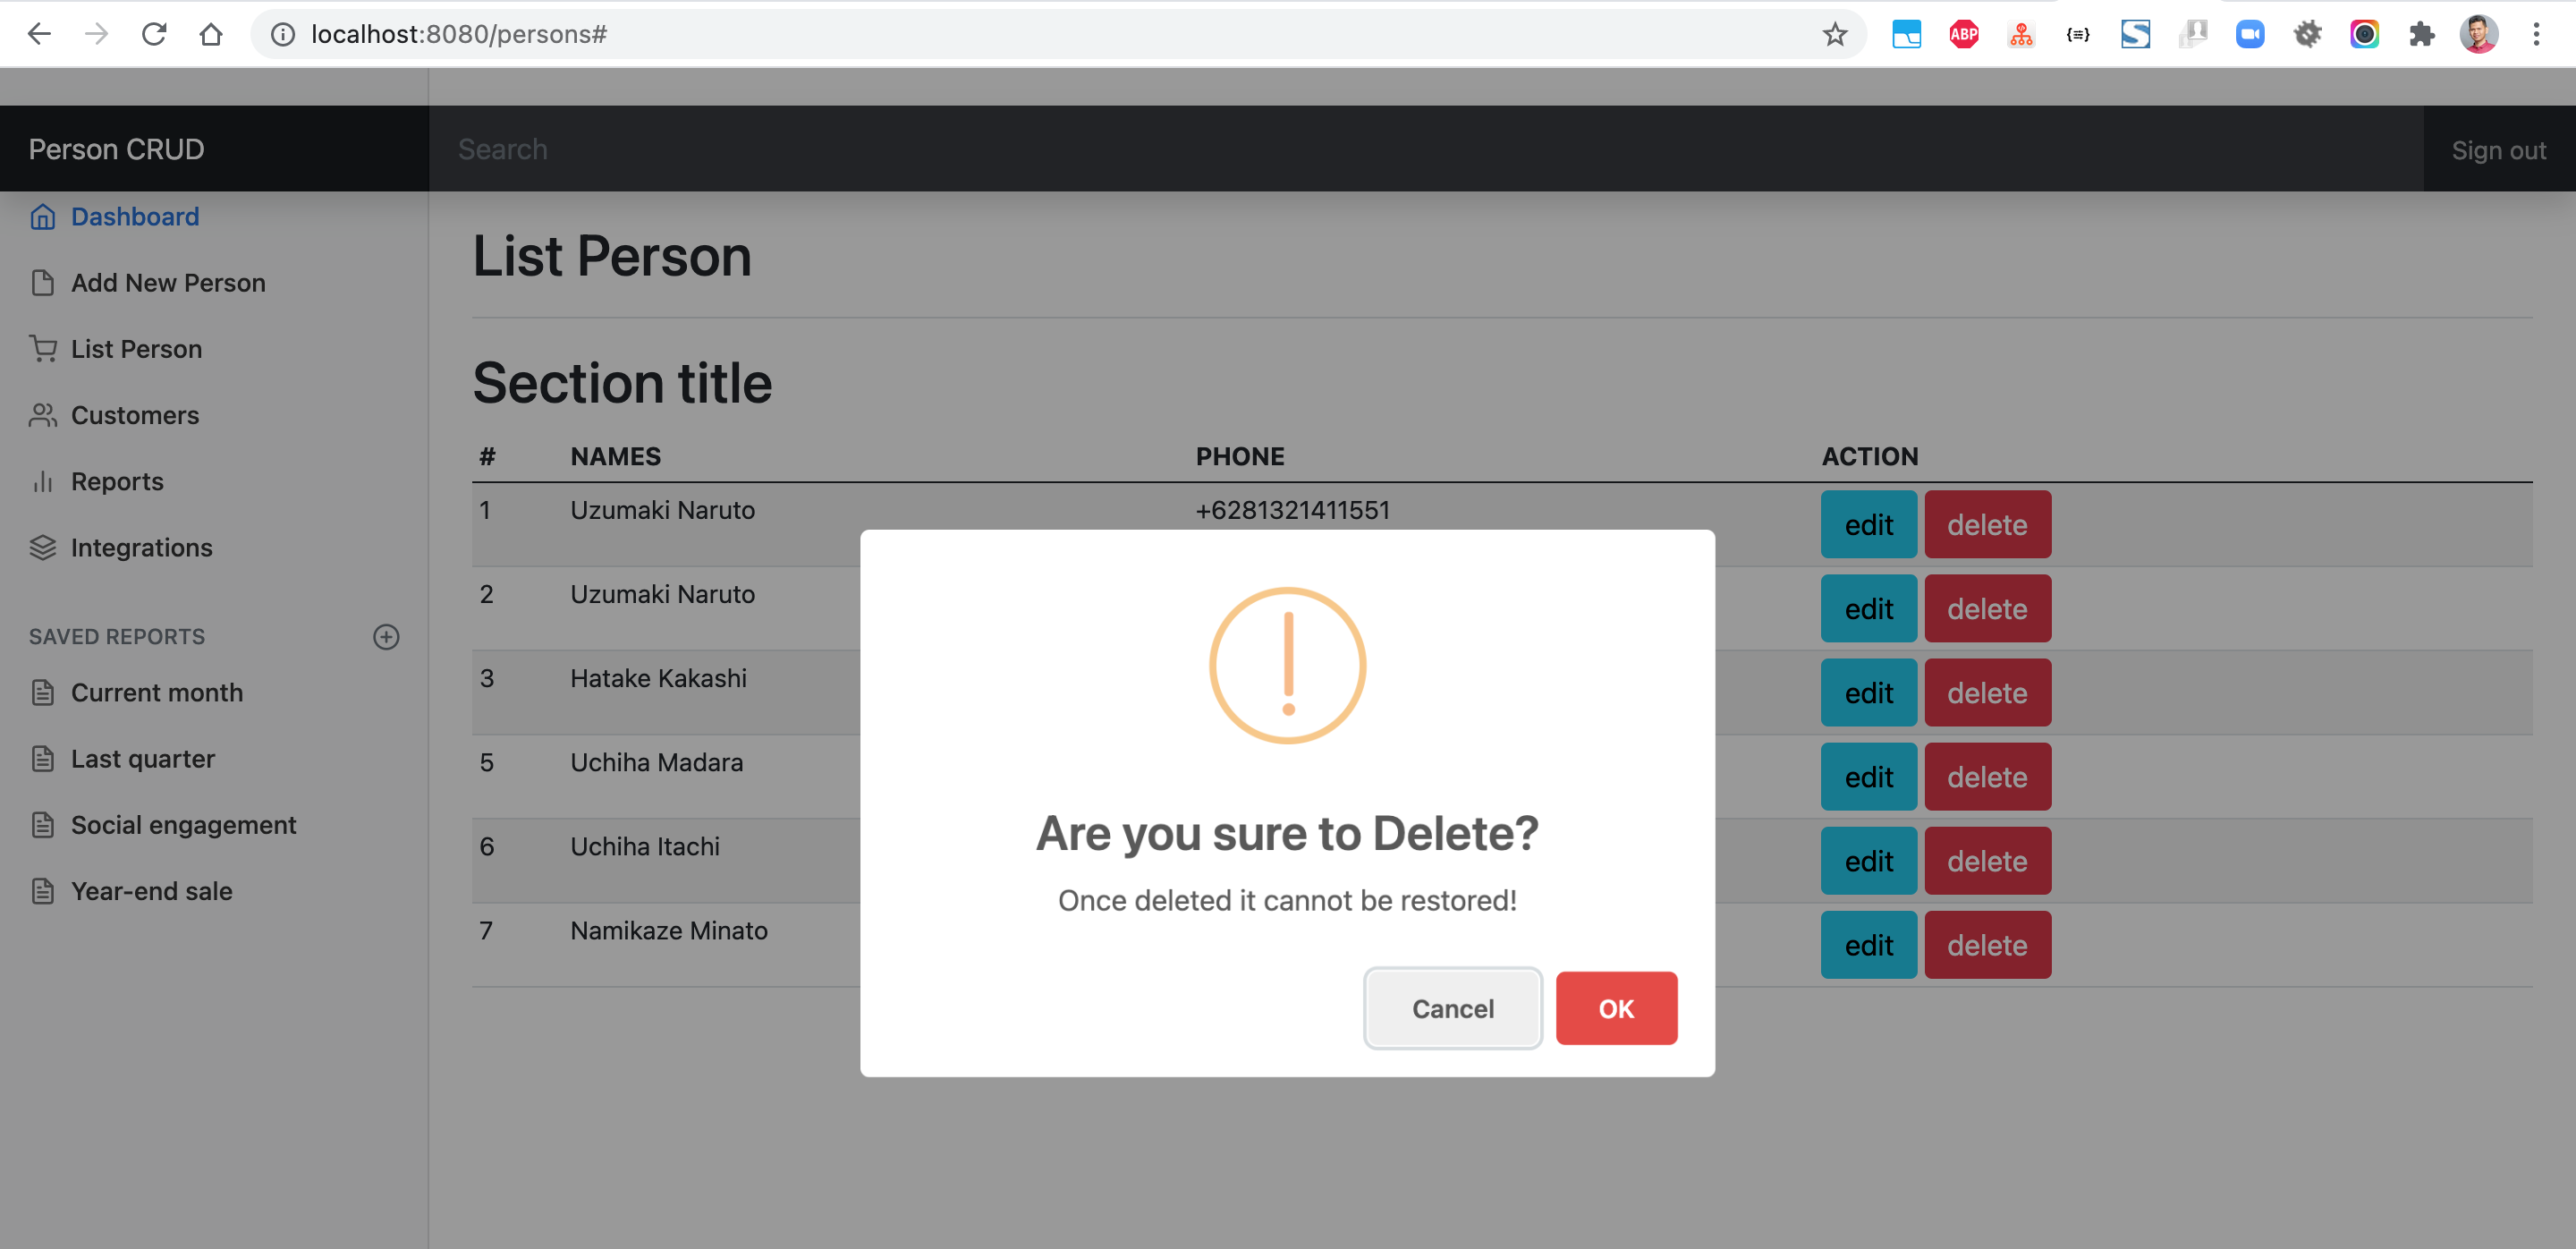 localhost:8080/persons#
ABP
Person CRUD
Search
Sign out
Dashboard
Add New Person
List Person
Customers
Reports
Integrations
SAVED REPORTS
Current month
Last quarter
Social engagement
Year-end sale
List Person
Section title
# NAMES PHONE ACTION
1 Uzumaki Naruto +6281321411551 edit delete
2 Uzumaki Naruto edit delete
3 Hatake Kakashi edit delete
5 Uchiha Madara edit delete
6 Uchiha Itachi edit delete
7 Namikaze Minato edit delete
Are you sure to Delete?
Once deleted it cannot be restored!
Cancel OK